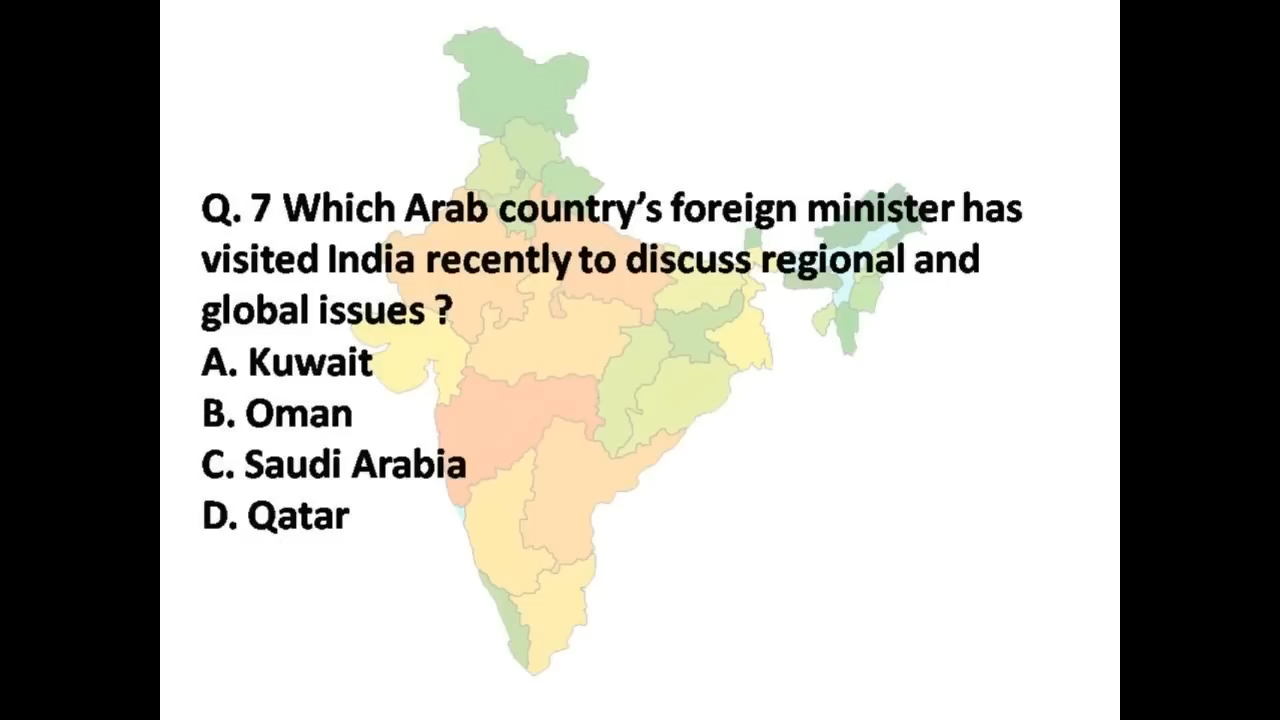 Q. 7 Which Arab country’s foreign minister has
visited India recently to discuss regional and
global issues ?
A. Kuwait
B. Oman
C. Saudi Arabia
D. Qatar